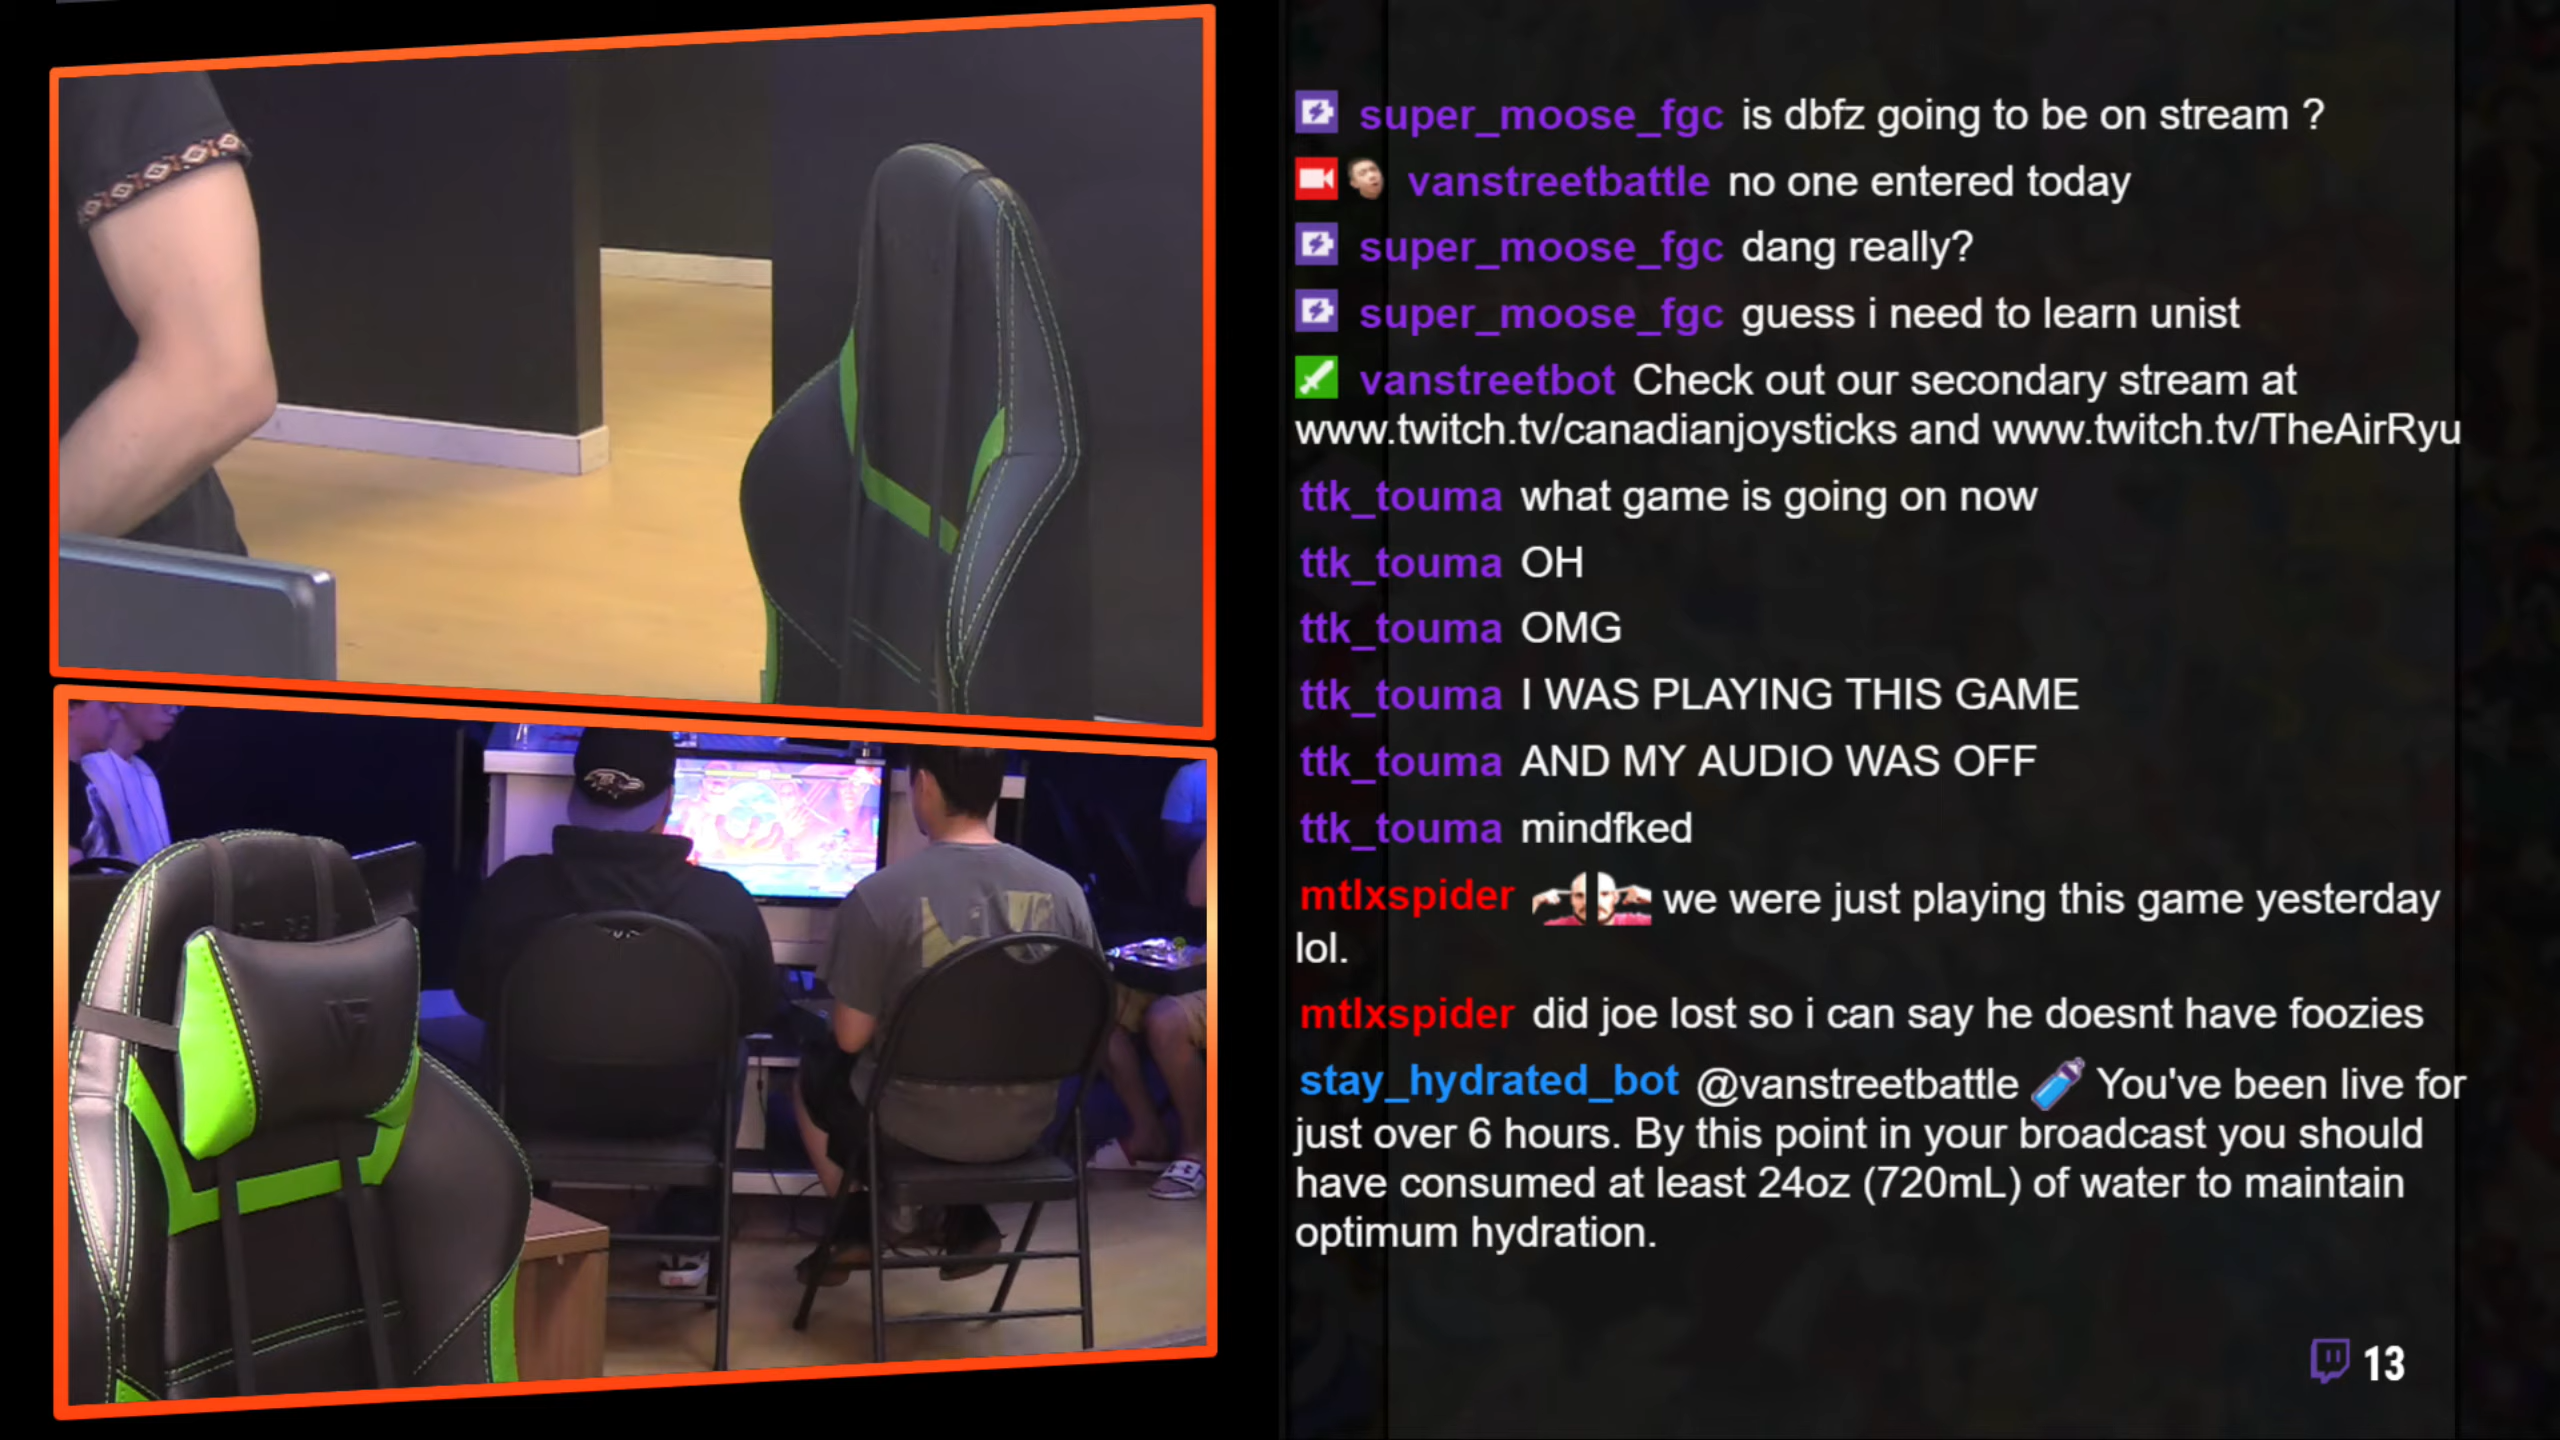 super_moose_fgc is dbfz going to be on stream ?
vanstreetbattle no one entered today
super_moose_fgc dang really?
super_moose_fgc guess i need to learn unist
vanstreetbot Check out our secondary stream at
www.twitch.tv/canadianjoysticks and www.twitch.tv/TheAirRyu
ttk_touma what game is going on now
ttk_touma OH
ttk_touma OMG
ttk_touma I WAS PLAYING THIS GAME
ttk_touma AND MY AUDIO WAS OFF
ttk_touma mindfked
mtlxspider we were just playing this game yesterday
lol.
mtlxspider did joe lost so i can say he doesnt have foozies
stay_hydrated_bot @vanstreetbattle You've been live for
just over 6 hours. By this point in your broadcast you should
have consumed at least 24oz (720mL) of water to maintain
optimum hydration.
13